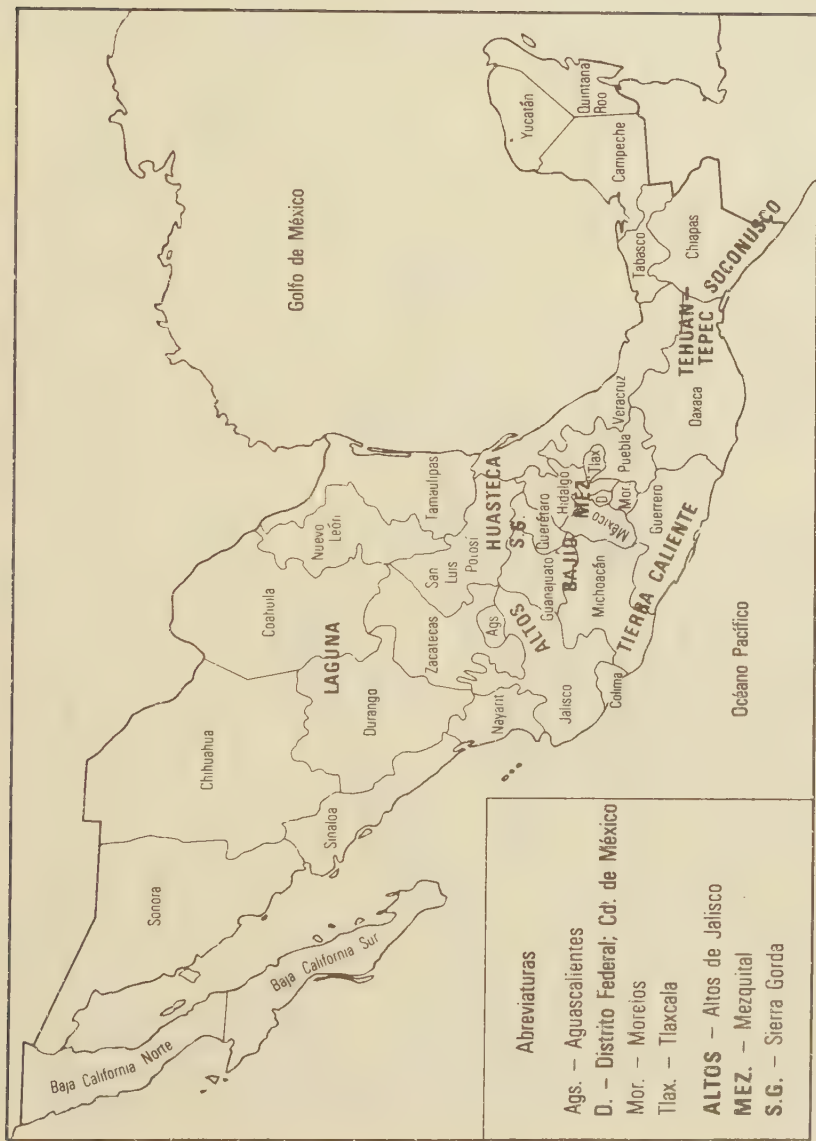 Golfo de México
Baja California Norte
Baja California Sur
Sonora
Chihuahua
Coahuila
Nuevo
León
Tamaulipas
Sinaloa
Durango
LAGUNA
Zacatecas
San
Luis
Potosí
Nayarit
Ags
ALTOS
Jalisco
Colima
HUASTECA
S.G.
Querétaro
Guanajuato
BAJIO
Hidalgo
MEZ.
Michoacán
México
D.
Mor.
Tlax
Puebla
Veracruz
Guerrero
TIERRA CALIENTE
Oaxaca
TEHUAN-
TEPEC
Tabasco
Chiapas
SOCONUSCO
Campeche
Yucatán
Quintana
Roo
Océano Pacífico
Abreviaturas
Ags. – Aguascalientes
D. – Distrito Federal; Cd. de México
Mor. – Morelos
Tlax. – Tlaxcala
ALTOS – Altos de Jalisco
MEZ. – Mezquital
S.G. – Sierra Gorda